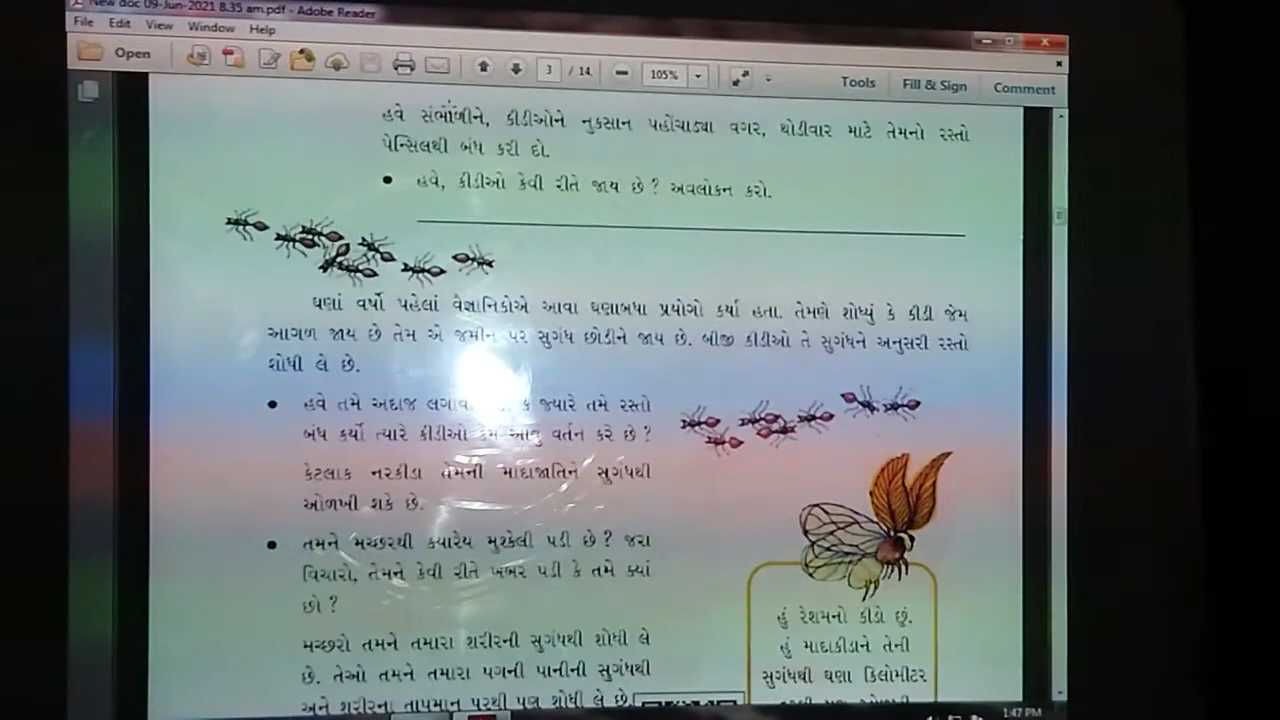 New doc 09-Jun-2021 8.35 am.pdf - Adobe Reader
File Edit View Window Help
Open 3 / 14 105% Tools Fill & Sign Comment
હવે સંભાળીને, કીડીઓને નુકસાન પહોંચાડ્યા વગર, થોડીવાર માટે તેમનો રસ્તો
પેન્સિલથી બંધ કરી દો.
• હવે, કીડીઓ કેવી રીતે જાય છે ? અવલોકન કરો.
ઘણાં વર્ષો પહેલાં વૈજ્ઞાનિકોએ આવા ઘણાબધા પ્રયોગો કર્યા હતા. તેમણે શોધ્યું કે કીડી જેમ
આગળ જાય છે તેમ એ જમીન પર સુગંધ છોડીને જાય છે. બીજી કીડીઓ તે સુગંધને અનુસરી રસ્તો
શોધી લે છે.
• હવે તમે અંદાજ લગાવ કે જ્યારે તમે રસ્તો
બંધ કર્યો ત્યારે કીડીઓ કેમ આવું વર્તન કરે છે ?
કેટલાક નરકીડા તેમની માદાજાતિને સુગંધથી
ઓળખી શકે છે.
• તમને મચ્છરથી ક્યારેય મુશ્કેલી પડી છે ? જરા
વિચારો, તેમને કેવી રીતે ખબર પડી કે તમે ક્યાં
છો ?
મચ્છરો તમને તમારા શરીરની સુગંધથી શોધી લે
છે. તેઓ તમને તમારા પગની પાનીની સુગંધથી
અને શરીરના તાપમાન પરથી પણ શોધી લે છે.
હું રેશમનો કીડો છું.
હું માદાકીડાને તેની
સુગંધથી ઘણા કિલોમીટર
1:47 PM